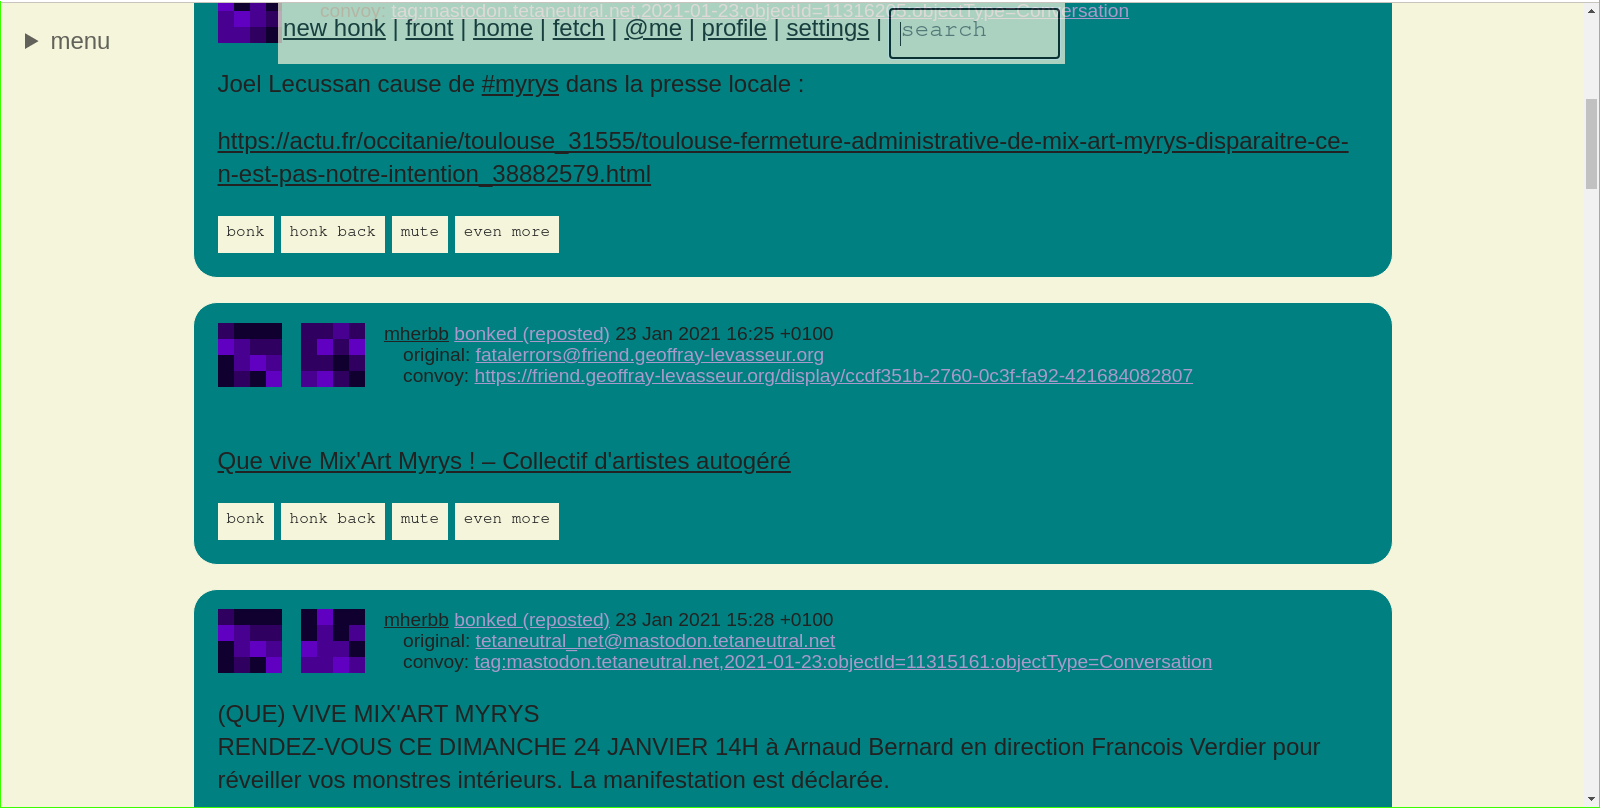 convoy: tag:mastodon.tetaneutral.net,2021-01-23:objectId=11316295:objectType=Conversation
menu
new honk | front | home | fetch | @me | profile | settings | search
Joel Lecussan cause de #myrys dans la presse locale :
https://actu.fr/occitanie/toulouse_31555/toulouse-fermeture-administrative-de-mix-art-myrys-disparaitre-ce-
n-est-pas-notre-intention_38882579.html
bonk honk back mute even more
mherbb bonked (reposted) 23 Jan 2021 16:25 +0100
original: fatalerrors@friend.geoffray-levasseur.org
convoy: https://friend.geoffray-levasseur.org/display/ccdf351b-2760-0c3f-fa92-421684082807
Que vive Mix'Art Myrys ! – Collectif d'artistes autogéré
bonk honk back mute even more
mherbb bonked (reposted) 23 Jan 2021 15:28 +0100
original: tetaneutral_net@mastodon.tetaneutral.net
convoy: tag:mastodon.tetaneutral.net,2021-01-23:objectId=11315161:objectType=Conversation
(QUE) VIVE MIX'ART MYRYS
RENDEZ-VOUS CE DIMANCHE 24 JANVIER 14H à Arnaud Bernard en direction Francois Verdier pour
réveiller vos monstres intérieurs. La manifestation est déclarée.